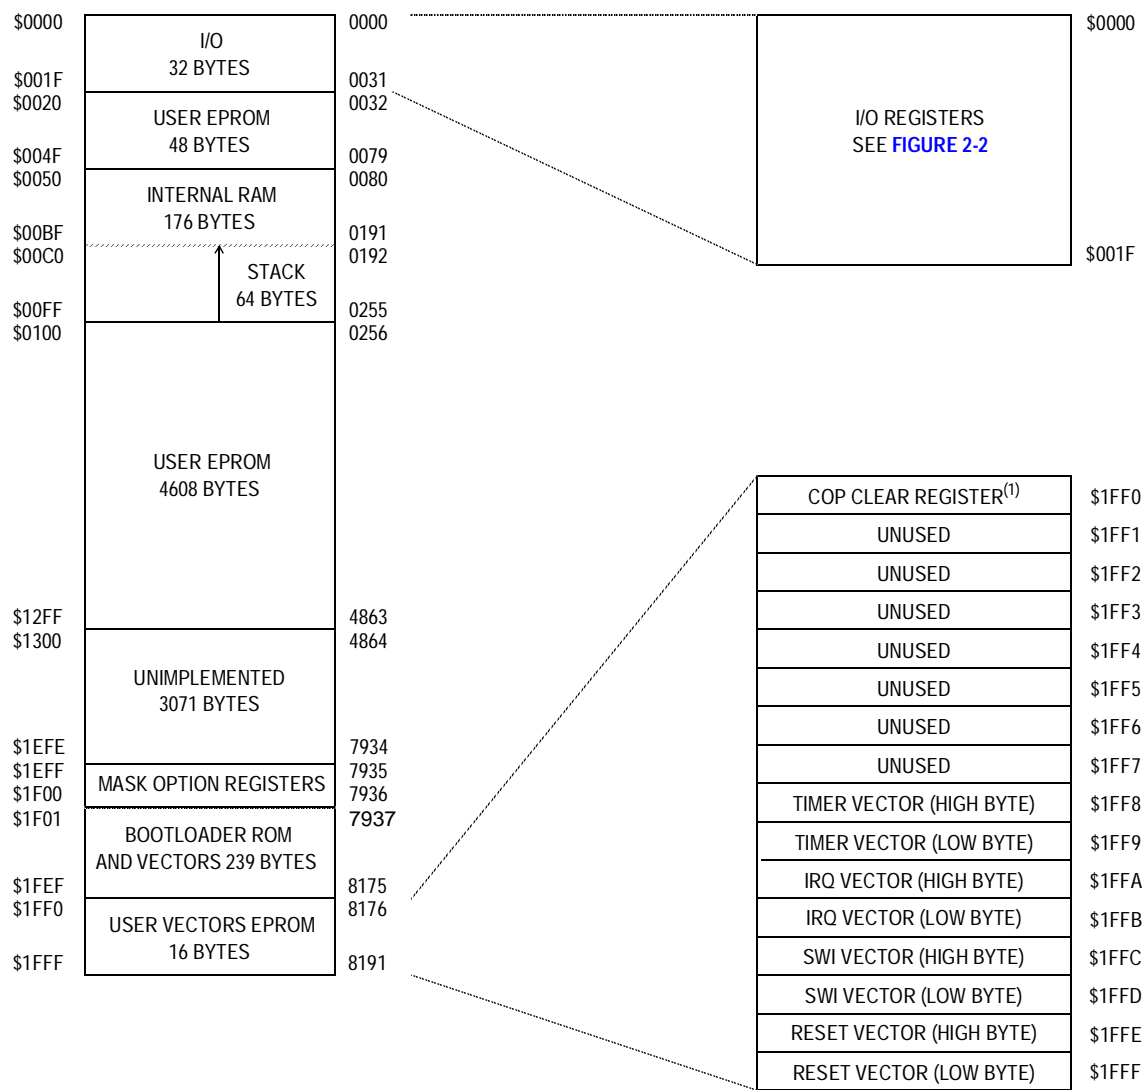 $0000
I/O
32 BYTES
0000
$001F
0031
$0020
USER EPROM
48 BYTES
0032
$004F
0079
$0050
INTERNAL RAM
176 BYTES
0080
$00BF
0191
$00C0
STACK
64 BYTES
0192
$00FF
0255
$0100
0256
USER EPROM
4608 BYTES
$12FF
4863
$1300
4864
UNIMPLEMENTED
3071 BYTES
$1EFE
7934
$1EFF
MASK OPTION REGISTERS
7935
$1F00
7936
$1F01
7937
BOOTLOADER ROM
AND VECTORS 239 BYTES
$1FEF
8175
$1FF0
8176
USER VECTORS EPROM
16 BYTES
$1FFF
8191
$0000
I/O REGISTERS
SEE FIGURE 2-2
$001F
COP CLEAR REGISTER(1) $1FF0
UNUSED $1FF1
UNUSED $1FF2
UNUSED $1FF3
UNUSED $1FF4
UNUSED $1FF5
UNUSED $1FF6
UNUSED $1FF7
TIMER VECTOR (HIGH BYTE) $1FF8
TIMER VECTOR (LOW BYTE) $1FF9
IRQ VECTOR (HIGH BYTE) $1FFA
IRQ VECTOR (LOW BYTE) $1FFB
SWI VECTOR (HIGH BYTE) $1FFC
SWI VECTOR (LOW BYTE) $1FFD
RESET VECTOR (HIGH BYTE) $1FFE
RESET VECTOR (LOW BYTE) $1FFF